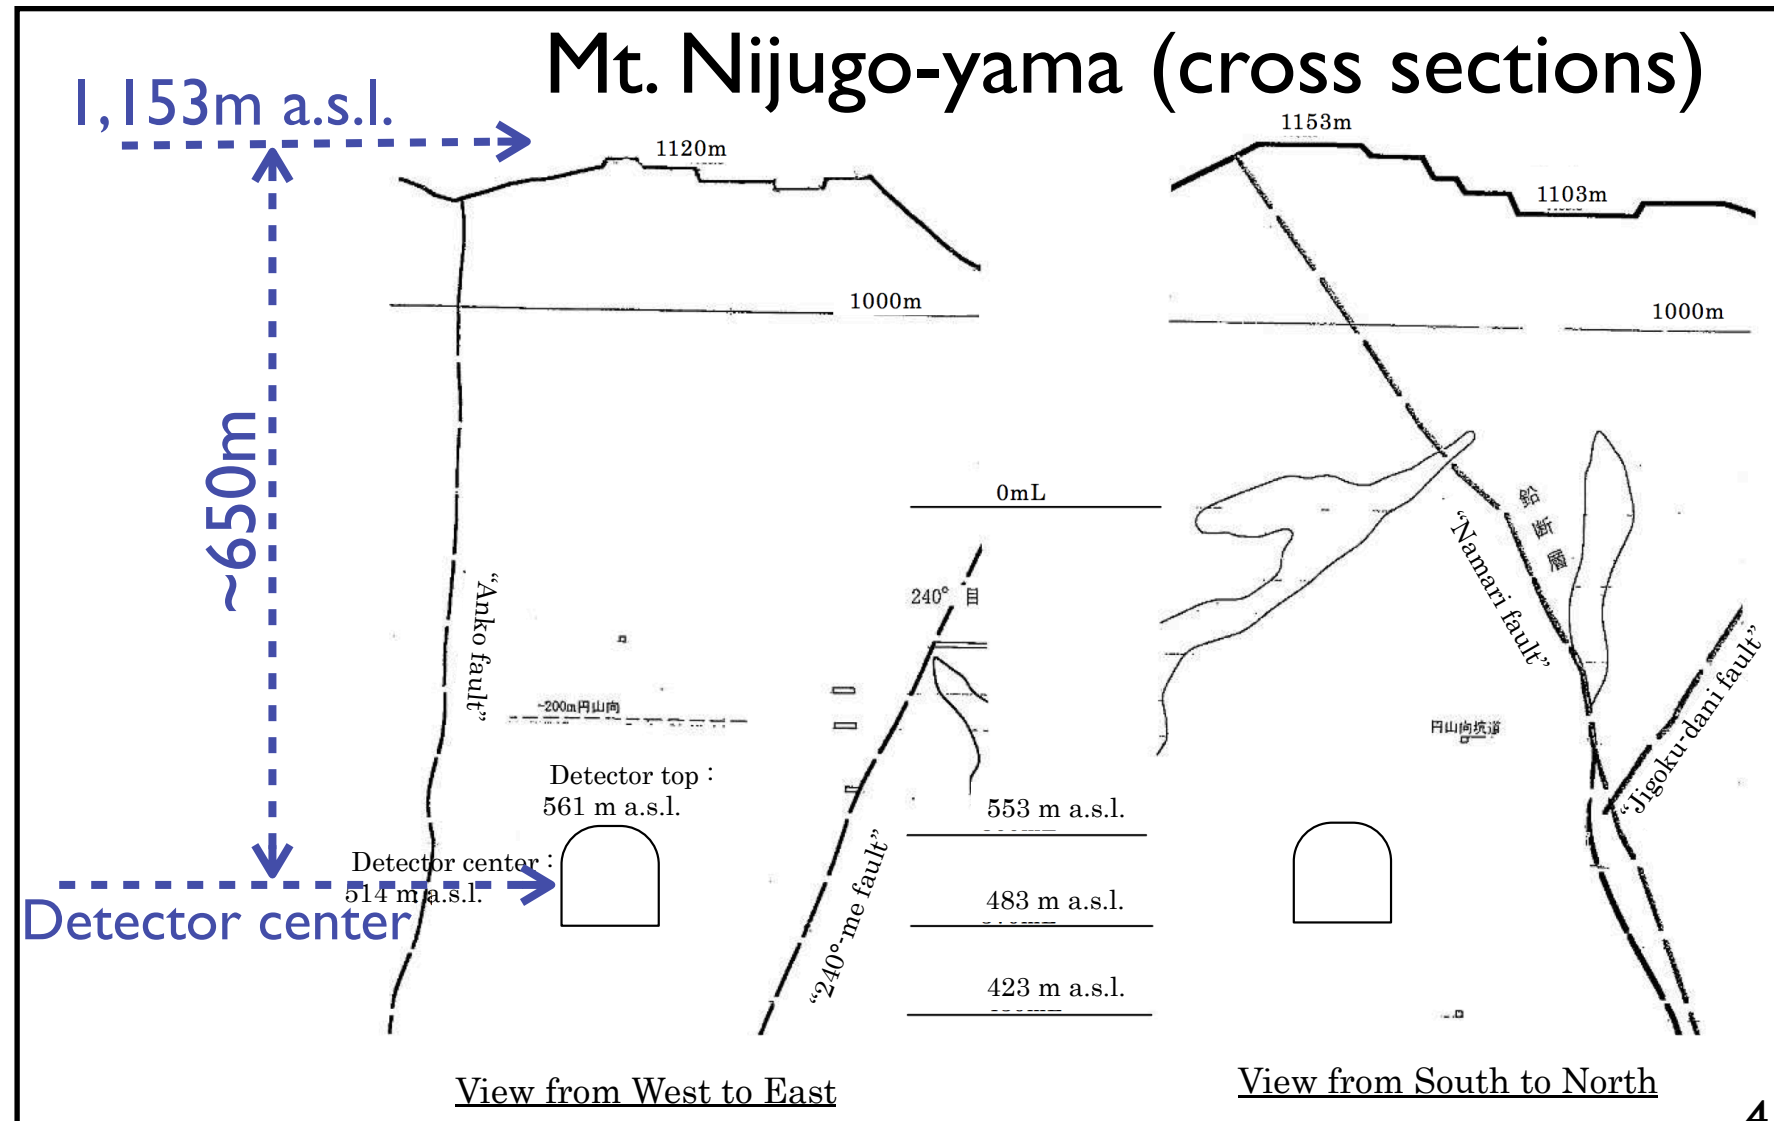 Mt. Nijugo-yama (cross sections)
1,153m a.s.l.
1120m
1153m
1103m
1000m
1000m
~650m
0mL
鉛断層
“Namari fault”
240° 目
“Anko fault”
“Jigoku-dani fault”
~200m円山向
円山向坑道
Detector top :
561 m a.s.l.
553 m a.s.l.
Detector center :
514 m a.s.l.
“240°-me fault”
483 m a.s.l.
Detector center
423 m a.s.l.
View from West to East
View from South to North
4